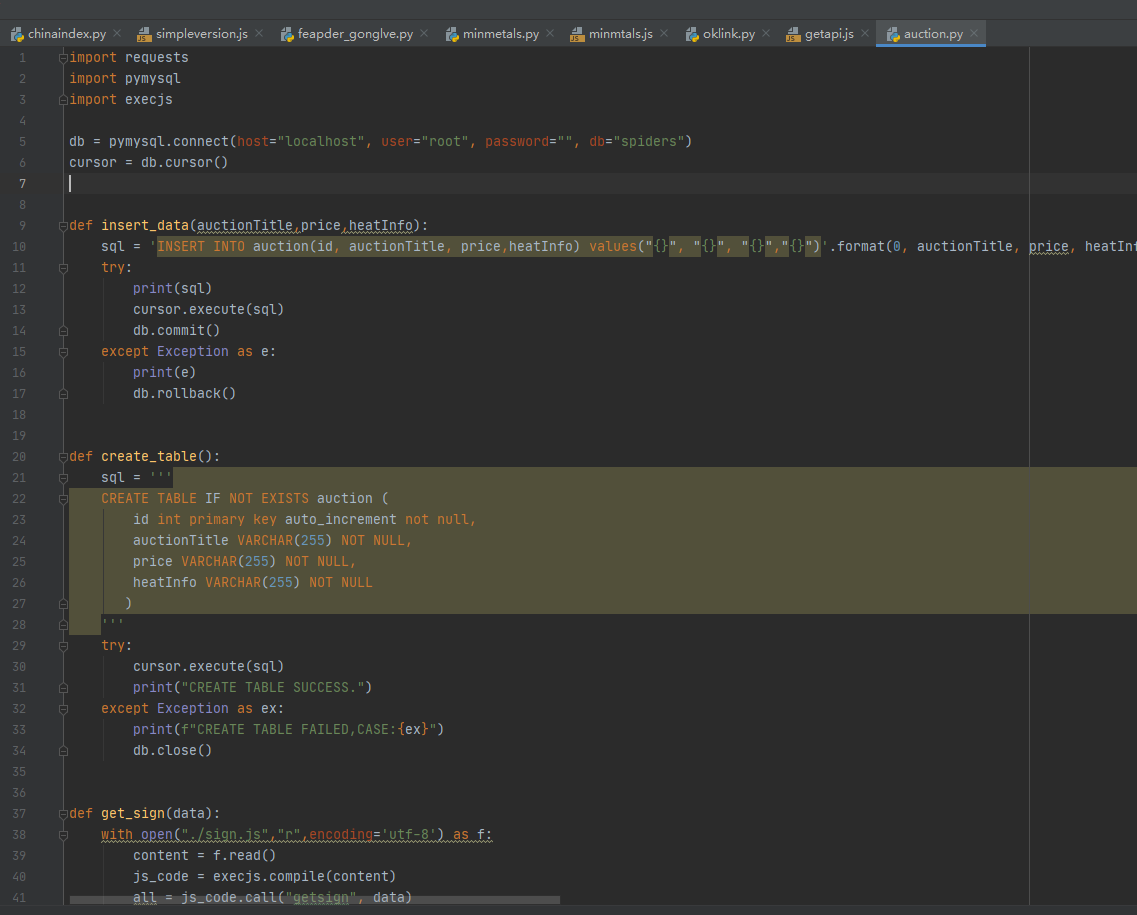 chinaindex.py simpleversion.js feapder_gonglve.py minmetals.py minmtals.js oklink.py getapi.js auction.py
1 import requests
2 import pymysql
3 import execjs
4
5 db = pymysql.connect(host="localhost", user="root", password="", db="spiders")
6 cursor = db.cursor()
7
8
9 def insert_data(auctionTitle,price,heatInfo):
10     sql = 'INSERT INTO auction(id, auctionTitle, price,heatInfo) values("{}", "{}", "{}","{}")'.format(0, auctionTitle, price, heatInf
11     try:
12         print(sql)
13         cursor.execute(sql)
14         db.commit()
15     except Exception as e:
16         print(e)
17         db.rollback()
18
19
20 def create_table():
21     sql = '''
22     CREATE TABLE IF NOT EXISTS auction (
23         id int primary key auto_increment not null,
24         auctionTitle VARCHAR(255) NOT NULL,
25         price VARCHAR(255) NOT NULL,
26         heatInfo VARCHAR(255) NOT NULL
27        )
28     '''
29     try:
30         cursor.execute(sql)
31         print("CREATE TABLE SUCCESS.")
32     except Exception as ex:
33         print(f"CREATE TABLE FAILED,CASE:{ex}")
34         db.close()
35
36
37 def get_sign(data):
38     with open("./sign.js","r",encoding='utf-8') as f:
39         content = f.read()
40         js_code = execjs.compile(content)
41         all = js_code.call("getsign", data)